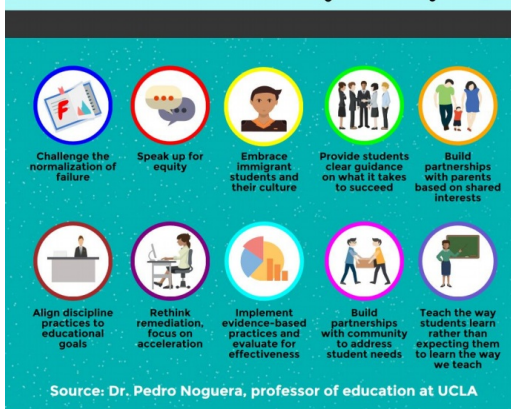 F
Challenge the
normalization of
failure
Speak up for
equity
Embrace
immigrant
students and
their culture
Provide students
clear guidance
on what it takes
to succeed
Build
partnerships
with parents
based on shared
interests
Align discipline
practices to
educational
goals
Rethink
remediation,
focus on
acceleration
Implement
evidence-based
practices and
evaluate for
effectiveness
Build
partnerships
with community
to address
student needs
Teach the way
students learn
rather than
expecting them
to learn the way
we teach
Source: Dr. Pedro Noguera, professor of education at UCLA